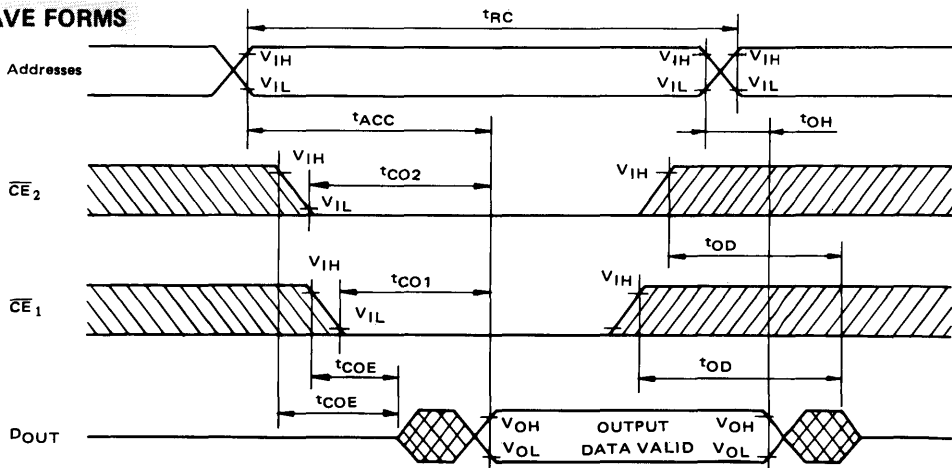 AVE FORMS
tRC
Addresses
VIH VIH VIH
VIL VIL VIL
tACC tOH
VIH tCO2 VIH
CE2
VIL
tOD
VIH tCO1 VIH
CE1
VIL
tCOE tOD
tCOE
DOUT
VOH OUTPUT VOH
VOL DATA VALID VOL